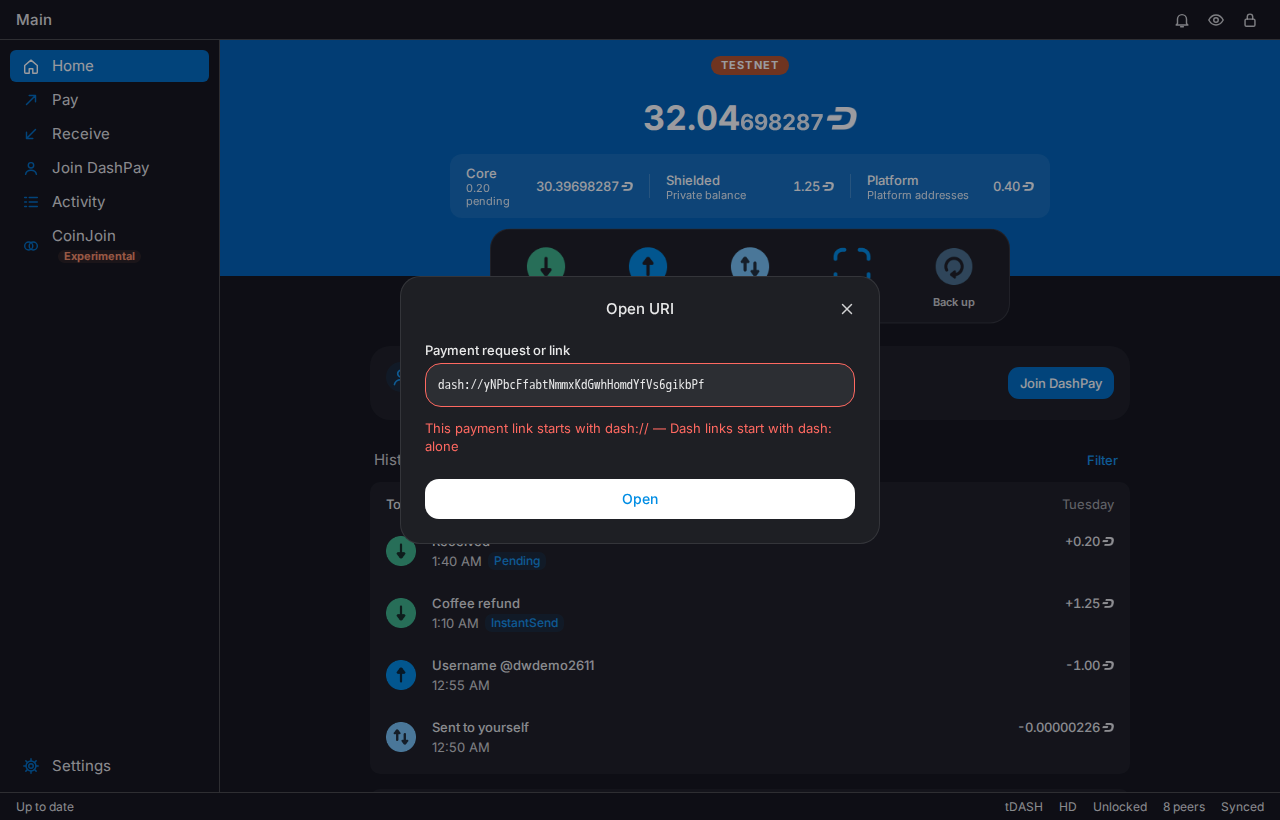 Main
Home
Pay
Receive
Join DashPay
Activity
CoinJoin
Experimental
Settings
TESTNET
32.04698287
Core
0.20
pending
30.39698287
Shielded
Private balance
1.25
Platform
Platform addresses
0.40
Back up
Join DashPay
Open URI
Payment request or link
dash://yNPbcFfabtNmmxKdGwhHomdYfVs6gikbPf
This payment link starts with dash:// — Dash links start with dash:
alone
Open
Filter
Tuesday
Received
+0.20
1:40 AM Pending
Coffee refund
+1.25
1:10 AM InstantSend
Username @dwdemo2611
-1.00
12:55 AM
Sent to yourself
-0.00000226
12:50 AM
Up to date
tDASH HD Unlocked 8 peers Synced